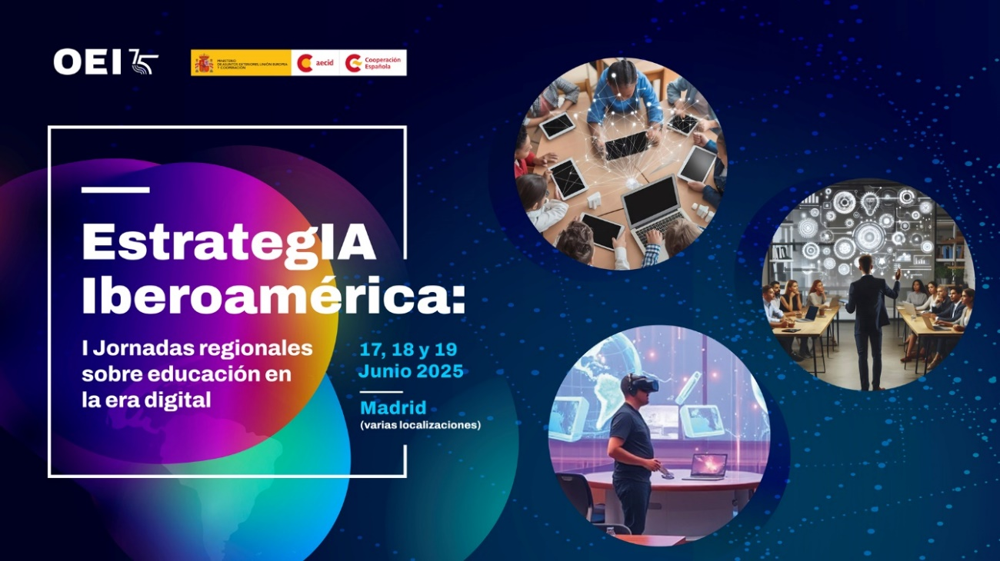 OEI 75
MINISTERIO
DE ASUNTOS EXTERIORES, UNIÓN EUROPEA
Y COOPERACIÓN
aecid
Cooperación
Española
EstrategIA
Iberoamérica:
I Jornadas regionales
sobre educación en
la era digital
17, 18 y 19
Junio 2025
Madrid
(varias localizaciones)